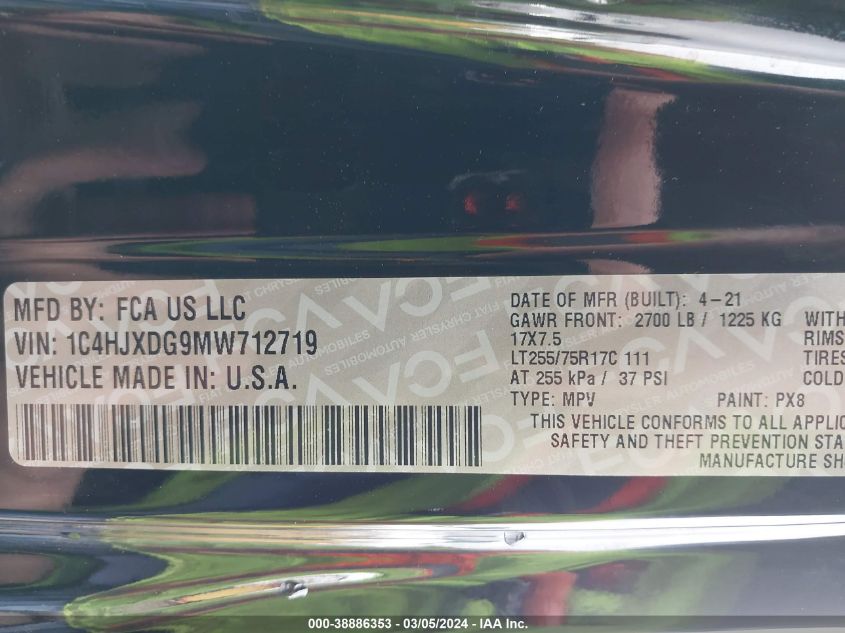 MFD BY: FCA US LLC
VIN: 1C4HJXDG9MW712719
VEHICLE MADE IN: U.S.A.
DATE OF MFR (BUILT): 4-21
GAWR FRONT: 2700 LB / 1225 KG WITH
17X7.5 RIMS
LT255/75R17C 111 TIRES
AT 255 kPa / 37 PSI COLD
TYPE: MPV PAINT: PX8
THIS VEHICLE CONFORMS TO ALL APPLIC
SAFETY AND THEFT PREVENTION STA
MANUFACTURE SH
000-38886353 - 03/05/2024 - IAA Inc.